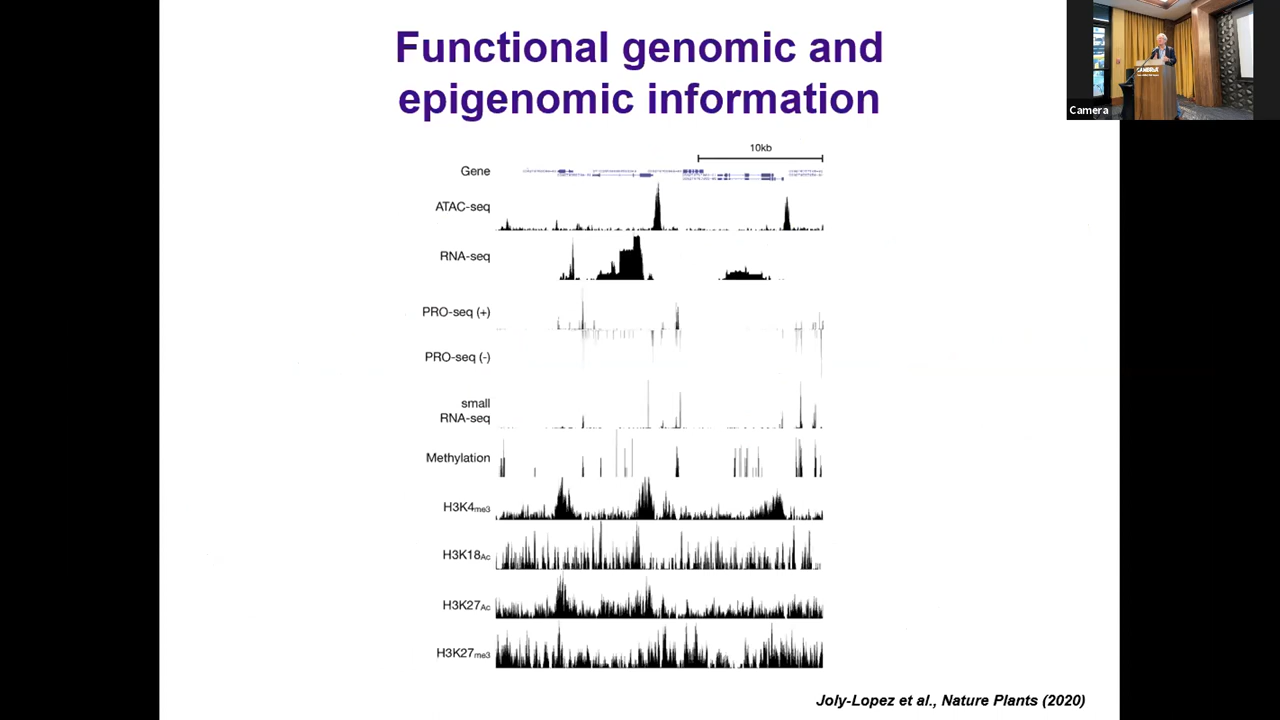 Functional genomic and
epigenomic information
Camera
10kb
Gene
ATAC-seq
RNA-seq
PRO-seq (+)
PRO-seq (-)
small
RNA-seq
Methylation
H3K4me3
H3K18Ac
H3K27Ac
H3K27me3
Joly-Lopez et al., Nature Plants (2020)